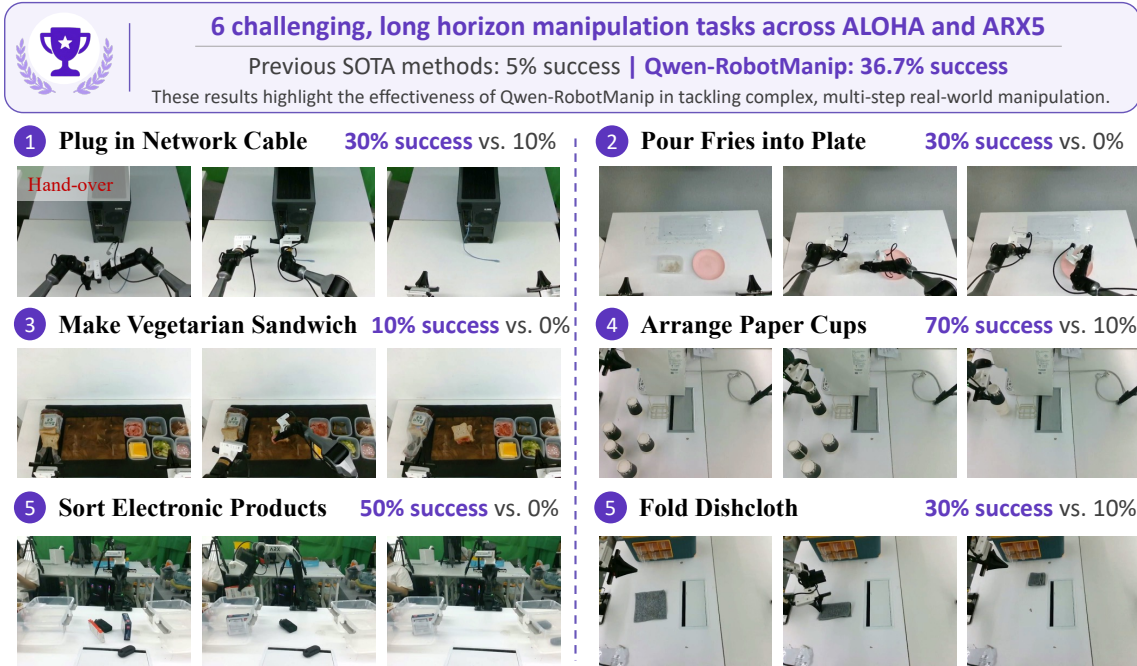 6 challenging, long horizon manipulation tasks across ALOHA and ARX5
Previous SOTA methods: 5% success | Qwen-RobotManip: 36.7% success
These results highlight the effectiveness of Qwen-RobotManip in tackling complex, multi-step real-world manipulation.
1 Plug in Network Cable 30% success vs. 10%
2 Pour Fries into Plate 30% success vs. 0%
Hand-over
3 Make Vegetarian Sandwich 10% success vs. 0%
4 Arrange Paper Cups 70% success vs. 10%
5 Sort Electronic Products 50% success vs. 0%
5 Fold Dishcloth 30% success vs. 10%